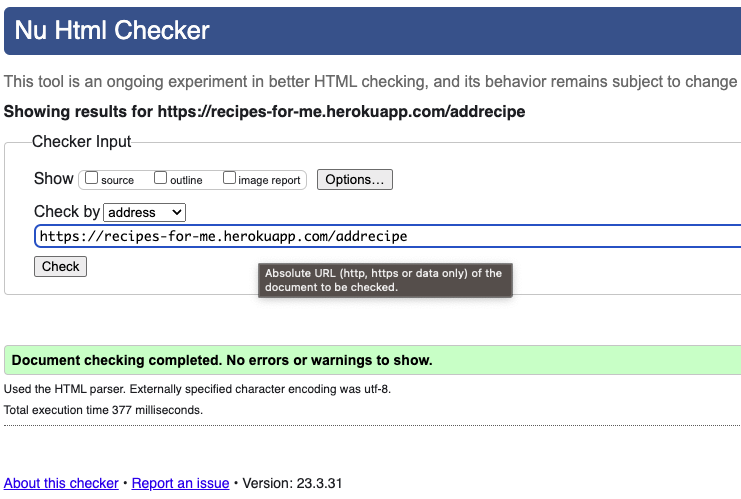 Nu Html Checker
This tool is an ongoing experiment in better HTML checking, and its behavior remains subject to change
Showing results for https://recipes-for-me.herokuapp.com/addrecipe
Checker Input
Show source outline image report Options...
Check by address
https://recipes-for-me.herokuapp.com/addrecipe
Check
Absolute URL (http, https or data only) of the
document to be checked.
Document checking completed. No errors or warnings to show.
Used the HTML parser. Externally specified character encoding was utf-8.
Total execution time 377 milliseconds.
About this checker • Report an issue • Version: 23.3.31